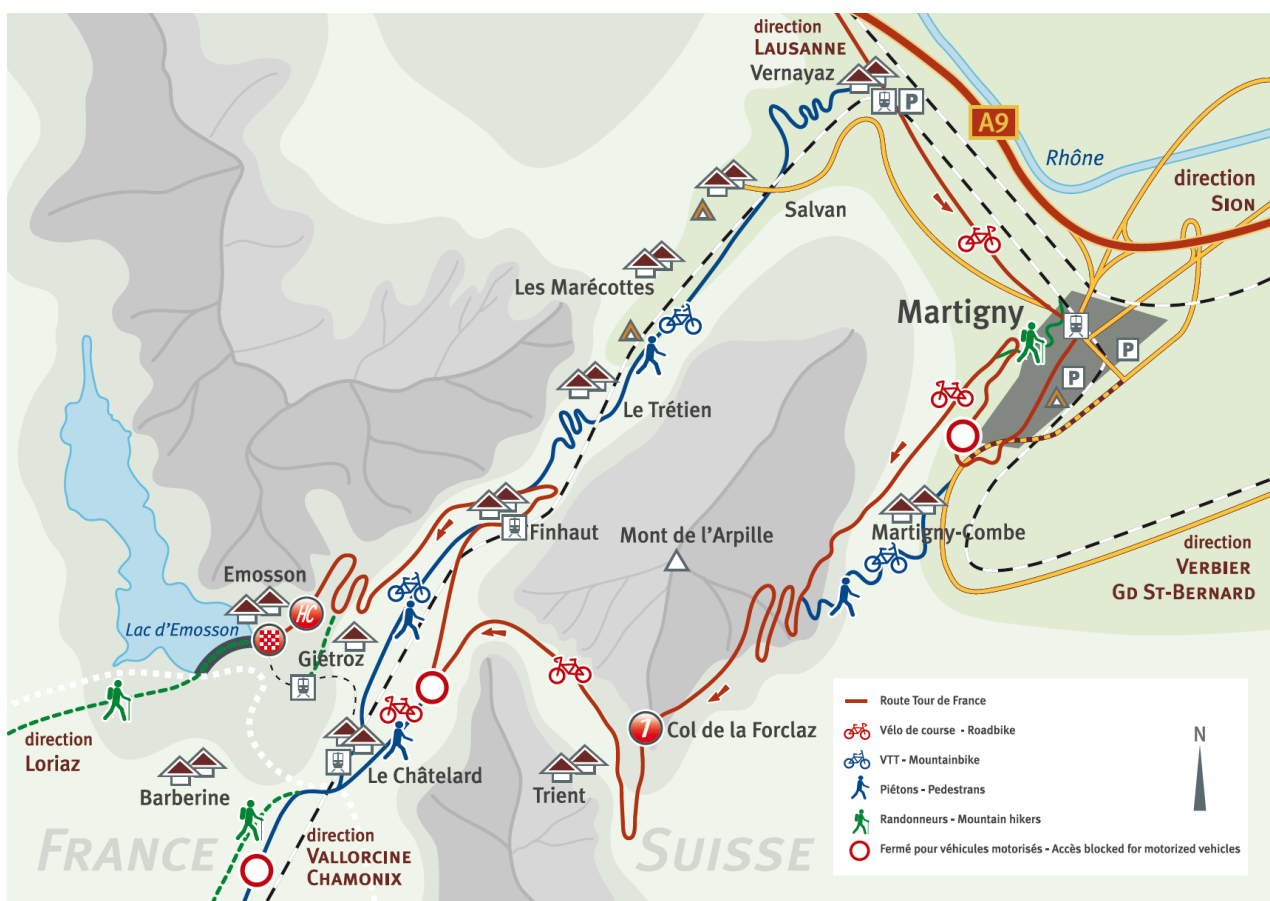 direction
LAUSANNE
Vernayaz
P
A9
Rhône
direction
SION
Salvan
Les Marécottes
Martigny
P
P
Le Trétien
Finhaut
Mont de l'Arpille
Martigny-Combe
direction
VERBIER
GD ST-BERNARD
Emosson
HC
Lac d'Emosson
Giétroz
direction
Loriaz
1
Col de la Forclaz
Le Châtelard
Barberine
Trient
direction
VALLORCINE
CHAMONIX
FRANCE
SUISSE
Route Tour de France
Vélo de course - Roadbike
VTT - Mountainbike
Piétons - Pedestrans
Randonneurs - Mountain hikers
Fermé pour véhicules motorisés - Accès blocked for motorized vehicles
N